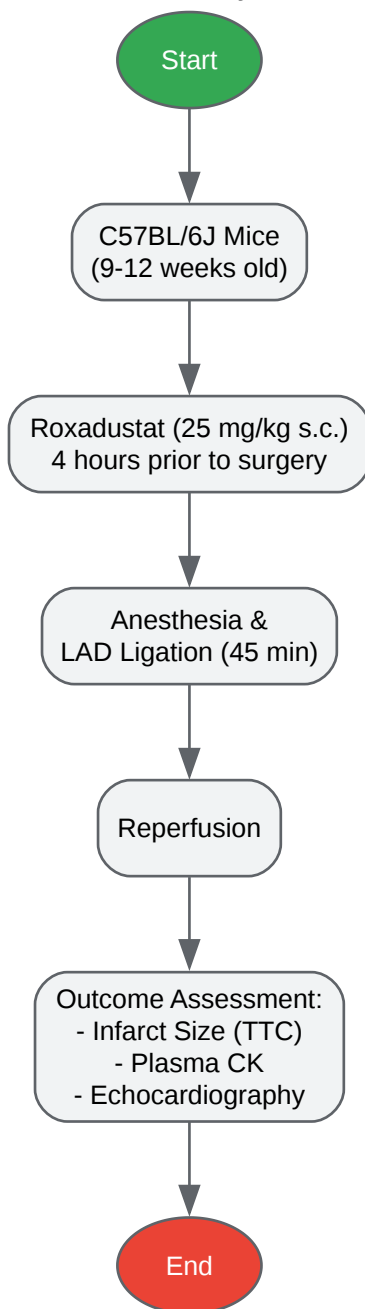 Start
C57BL/6J Mice
(9-12 weeks old)
Roxadustat (25 mg/kg s.c.)
4 hours prior to surgery
Anesthesia &
LAD Ligation (45 min)
Reperfusion
Outcome Assessment:
- Infarct Size (TTC)
- Plasma CK
- Echocardiography
End